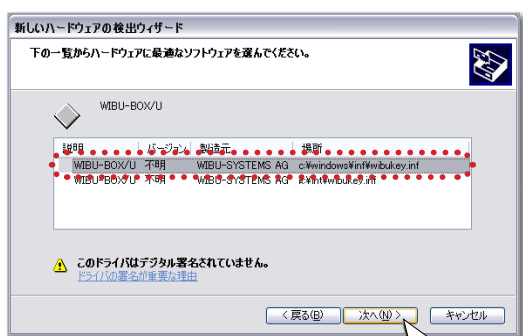 新しいハードウェアの検出ウィザード
下の一覧からハードウェアに最適なソフトウェアを選んでください。
WIBU-BOX/U
説明 バージョン 製造元 場所
WIBU-BOX/U 不明 WIBU-SYSTEMS AG c:¥windows¥inf¥wibukey.inf
WIBU-BOX/U 不明 WIBU-SYSTEMS AG
このドライバはデジタル署名されていません。
ドライバの署名が重要な理由
< 戻る(B) 次へ(N) > キャンセル